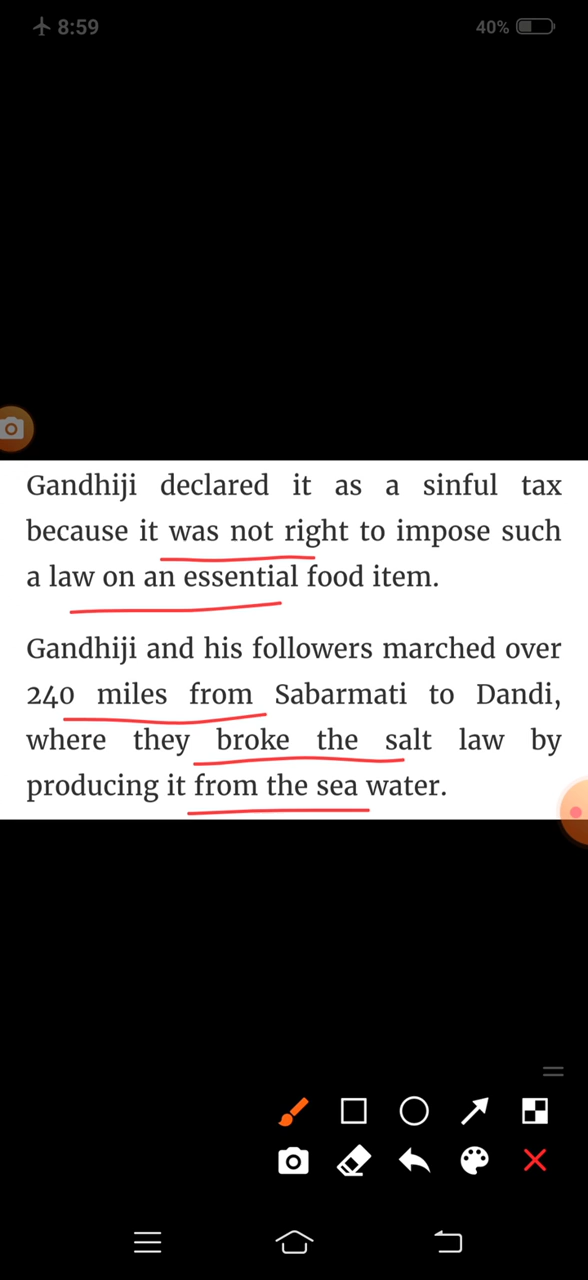 8:59
40%
Gandhiji declared it as a sinful tax
because it was not right to impose such
a law on an essential food item.
Gandhiji and his followers marched over
240 miles from Sabarmati to Dandi,
where they broke the salt law by
producing it from the sea water.